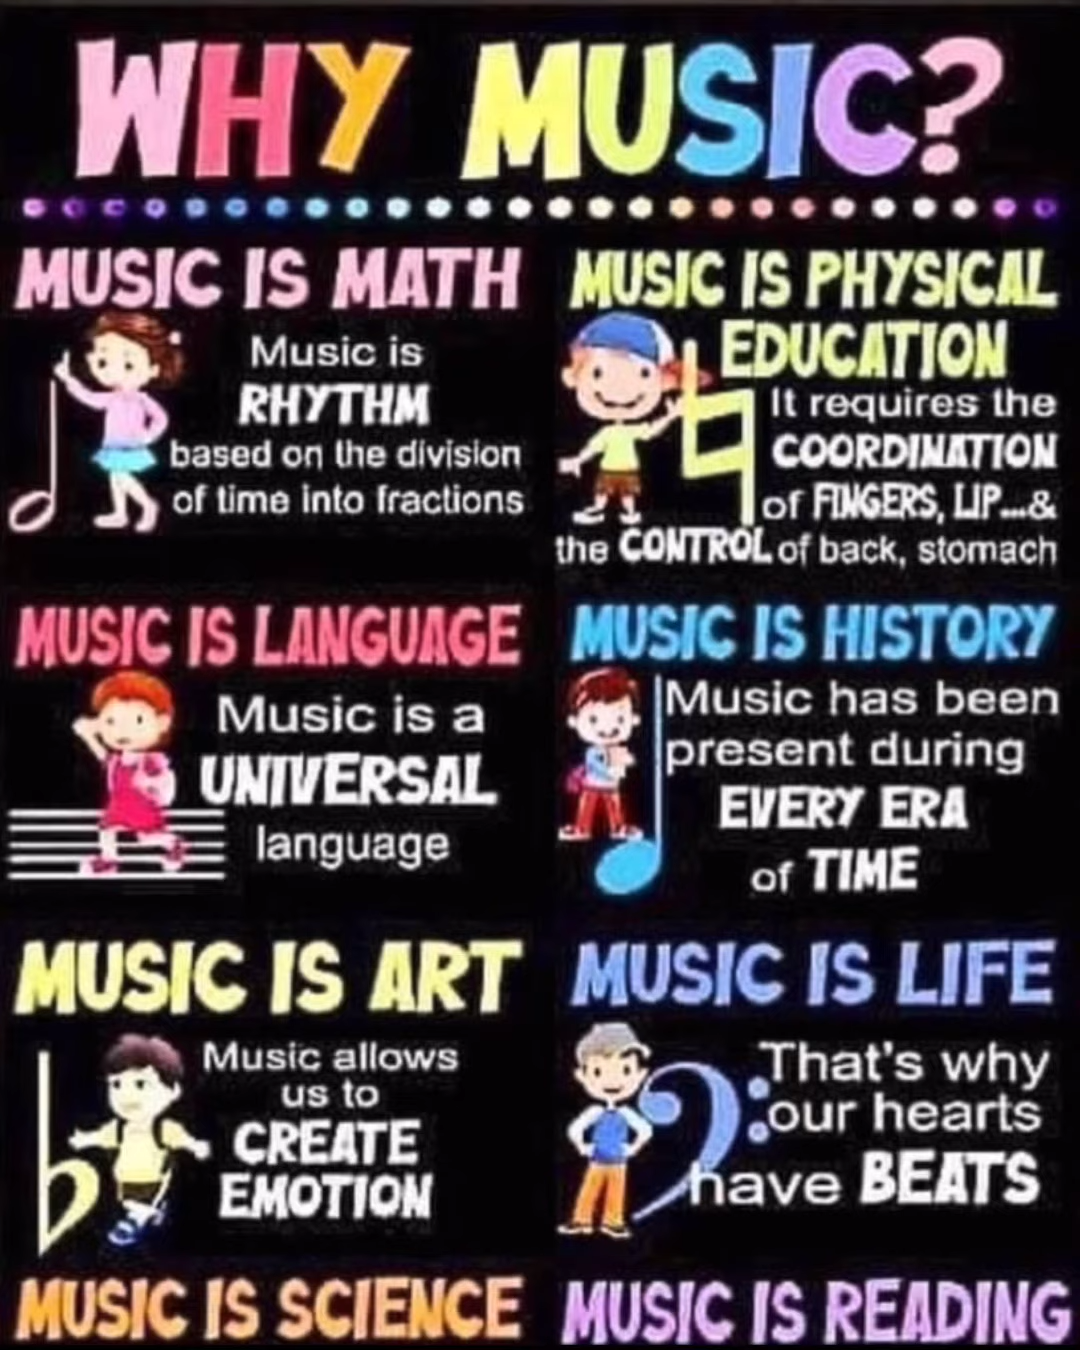 WHY MUSIC?
MUSIC IS MATH
Music is
RHYTHM
based on the division
of time into fractions
MUSIC IS PHYSICAL
EDUCATION
It requires the
COORDINATION
of FINGERS, LIP...&
the CONTROL of back, stomach
MUSIC IS LANGUAGE
Music is a
UNIVERSAL
language
MUSIC IS HISTORY
Music has been
present during
EVERY ERA
of TIME
MUSIC IS ART
Music allows
us to
CREATE
EMOTION
MUSIC IS LIFE
That's why
our hearts
have BEATS
MUSIC IS SCIENCE
MUSIC IS READING